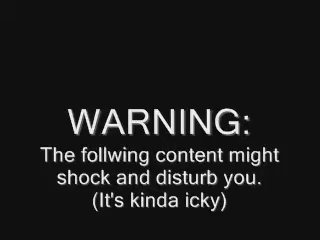 WARNING:
The follwing content might
shock and disturb you.
(It's kinda icky)